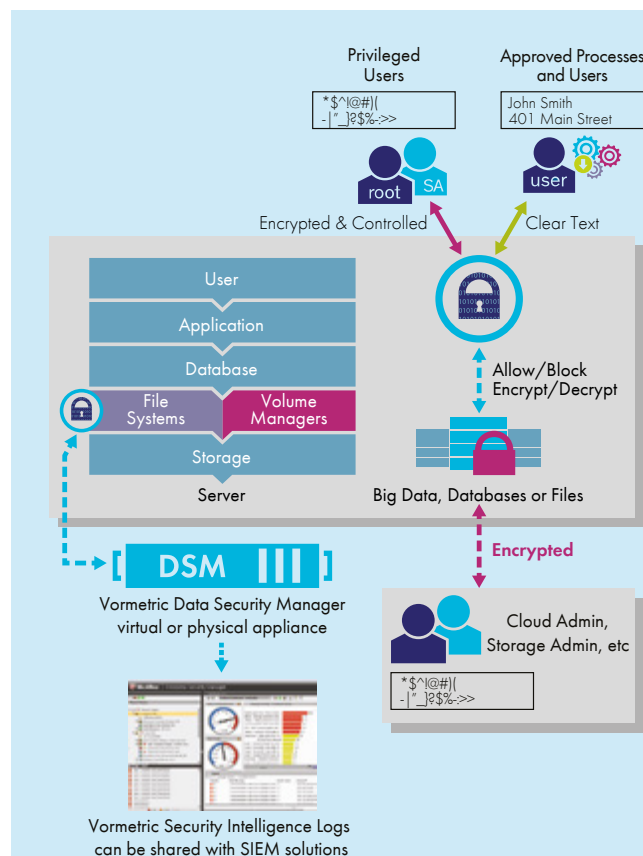 Privileged
Users
*$^!@#)(
-|"_}?$%-:>>
Approved Processes
and Users
John Smith
401 Main Street
root
SA
user
Encrypted & Controlled
Clear Text
User
Application
Database
File
Systems
Volume
Managers
Storage
Server
Allow/Block
Encrypt/Decrypt
Big Data, Databases or Files
Encrypted
DSM
Vormetric Data Security Manager
virtual or physical appliance
Cloud Admin,
Storage Admin, etc
*$^!@#)(
-|"_}?$%-:>>
Vormetric Security Intelligence Logs
can be shared with SIEM solutions